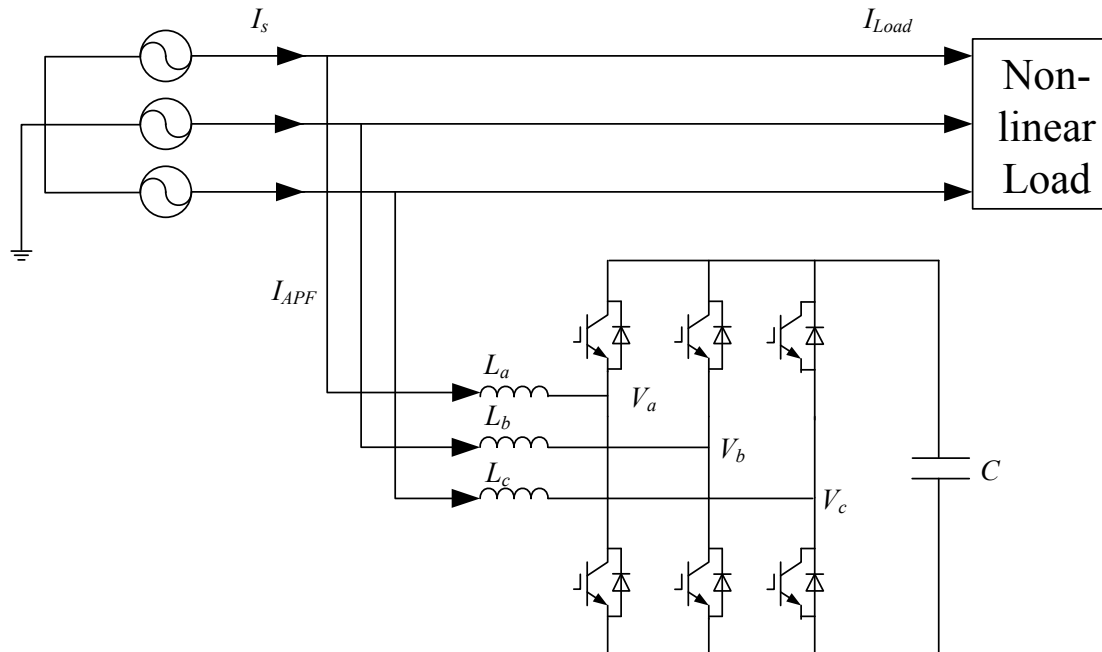 I_s
I_Load
Non-
linear
Load
I_APF
L_a
V_a
L_b
V_b
L_c
V_c
C